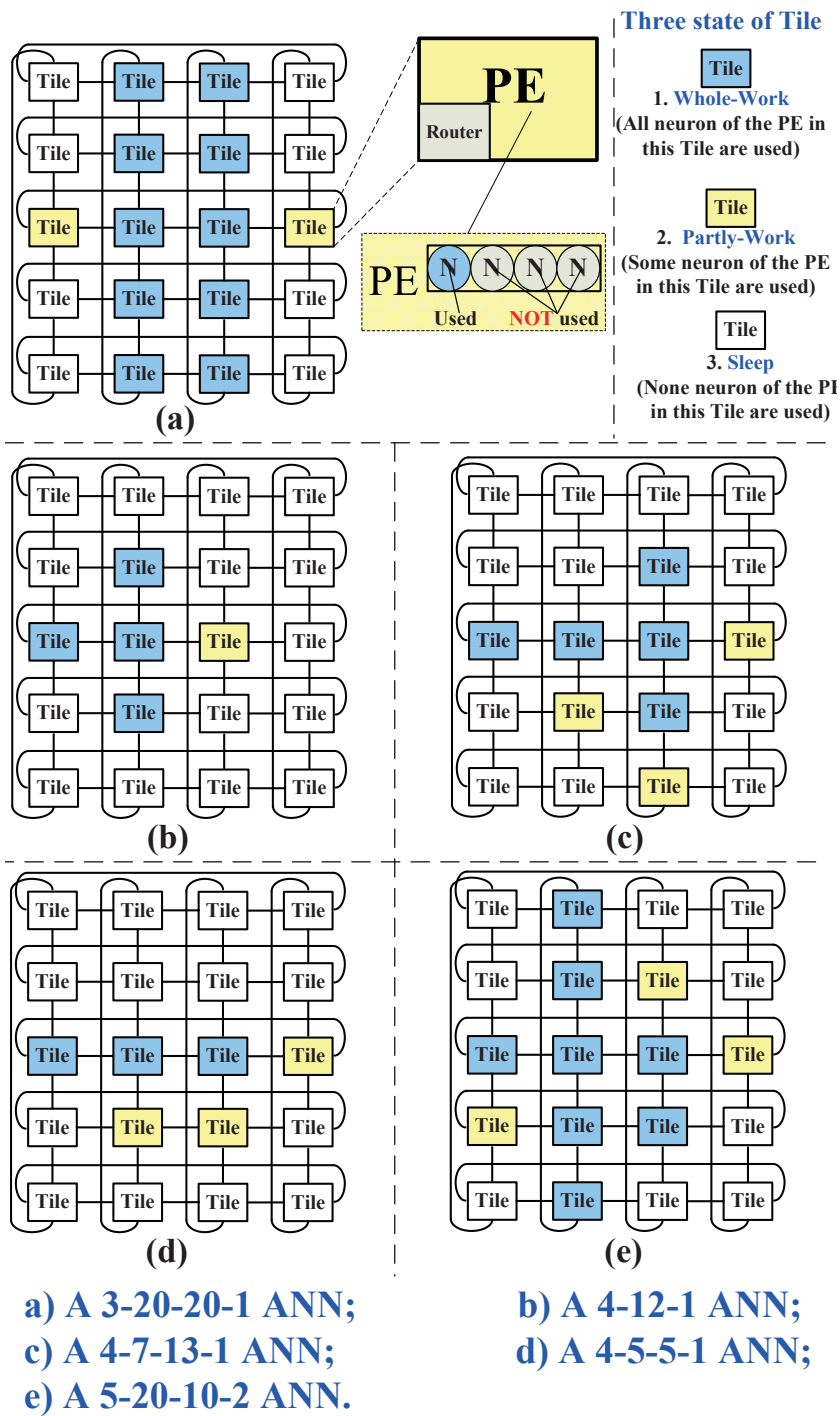 Three state of Tile
Tile Tile Tile Tile
Tile Tile Tile Tile
Tile Tile Tile Tile
Tile Tile Tile Tile
Tile Tile Tile Tile
(a)
PE
Router
PE N N N N
Used NOT used
Tile
1. Whole-Work
(All neuron of the PE in
this Tile are used)
Tile
2. Partly-Work
(Some neuron of the PE
in this Tile are used)
Tile
3. Sleep
(None neuron of the PE
in this Tile are used)
Tile Tile Tile Tile
Tile Tile Tile Tile
Tile Tile Tile Tile
Tile Tile Tile Tile
Tile Tile Tile Tile
(b)
Tile Tile Tile Tile
Tile Tile Tile Tile
Tile Tile Tile Tile
Tile Tile Tile Tile
Tile Tile Tile Tile
(c)
Tile Tile Tile Tile
Tile Tile Tile Tile
Tile Tile Tile Tile
Tile Tile Tile Tile
Tile Tile Tile Tile
(d)
Tile Tile Tile Tile
Tile Tile Tile Tile
Tile Tile Tile Tile
Tile Tile Tile Tile
Tile Tile Tile Tile
(e)
a) A 3-20-20-1 ANN;
b) A 4-12-1 ANN;
c) A 4-7-13-1 ANN;
d) A 4-5-5-1 ANN;
e) A 5-20-10-2 ANN.